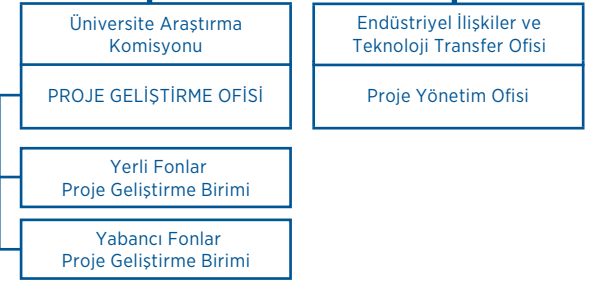 Üniversite Araştırma
Komisyonu
PROJE GELİŞTİRME OFİSİ
Yerli Fonlar
Proje Geliştirme Birimi
Yabancı Fonlar
Proje Geliştirme Birimi
Endüstriyel İlişkiler ve
Teknoloji Transfer Ofisi
Proje Yönetim Ofisi